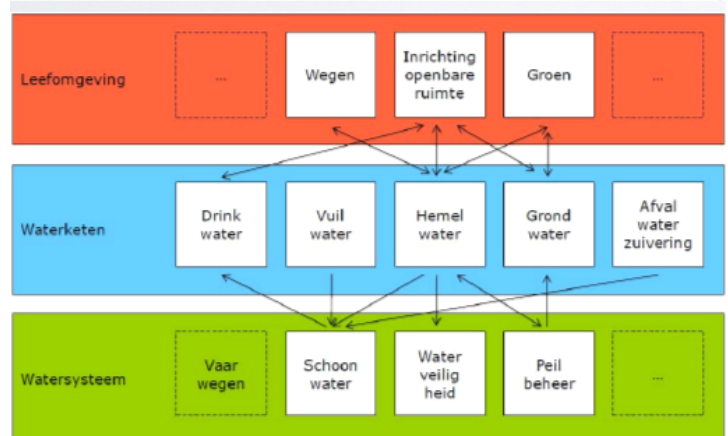 Leefomgeving
...
Wegen
Inrichting
openbare
ruimte
Groen
...
Waterketen
Drink
water
Vuil
water
Hemel
water
Grond
water
Afval
water
zuivering
Watersysteem
Vaar
wegen
Schoon
water
Water
veilig
heid
Peil
beheer
...